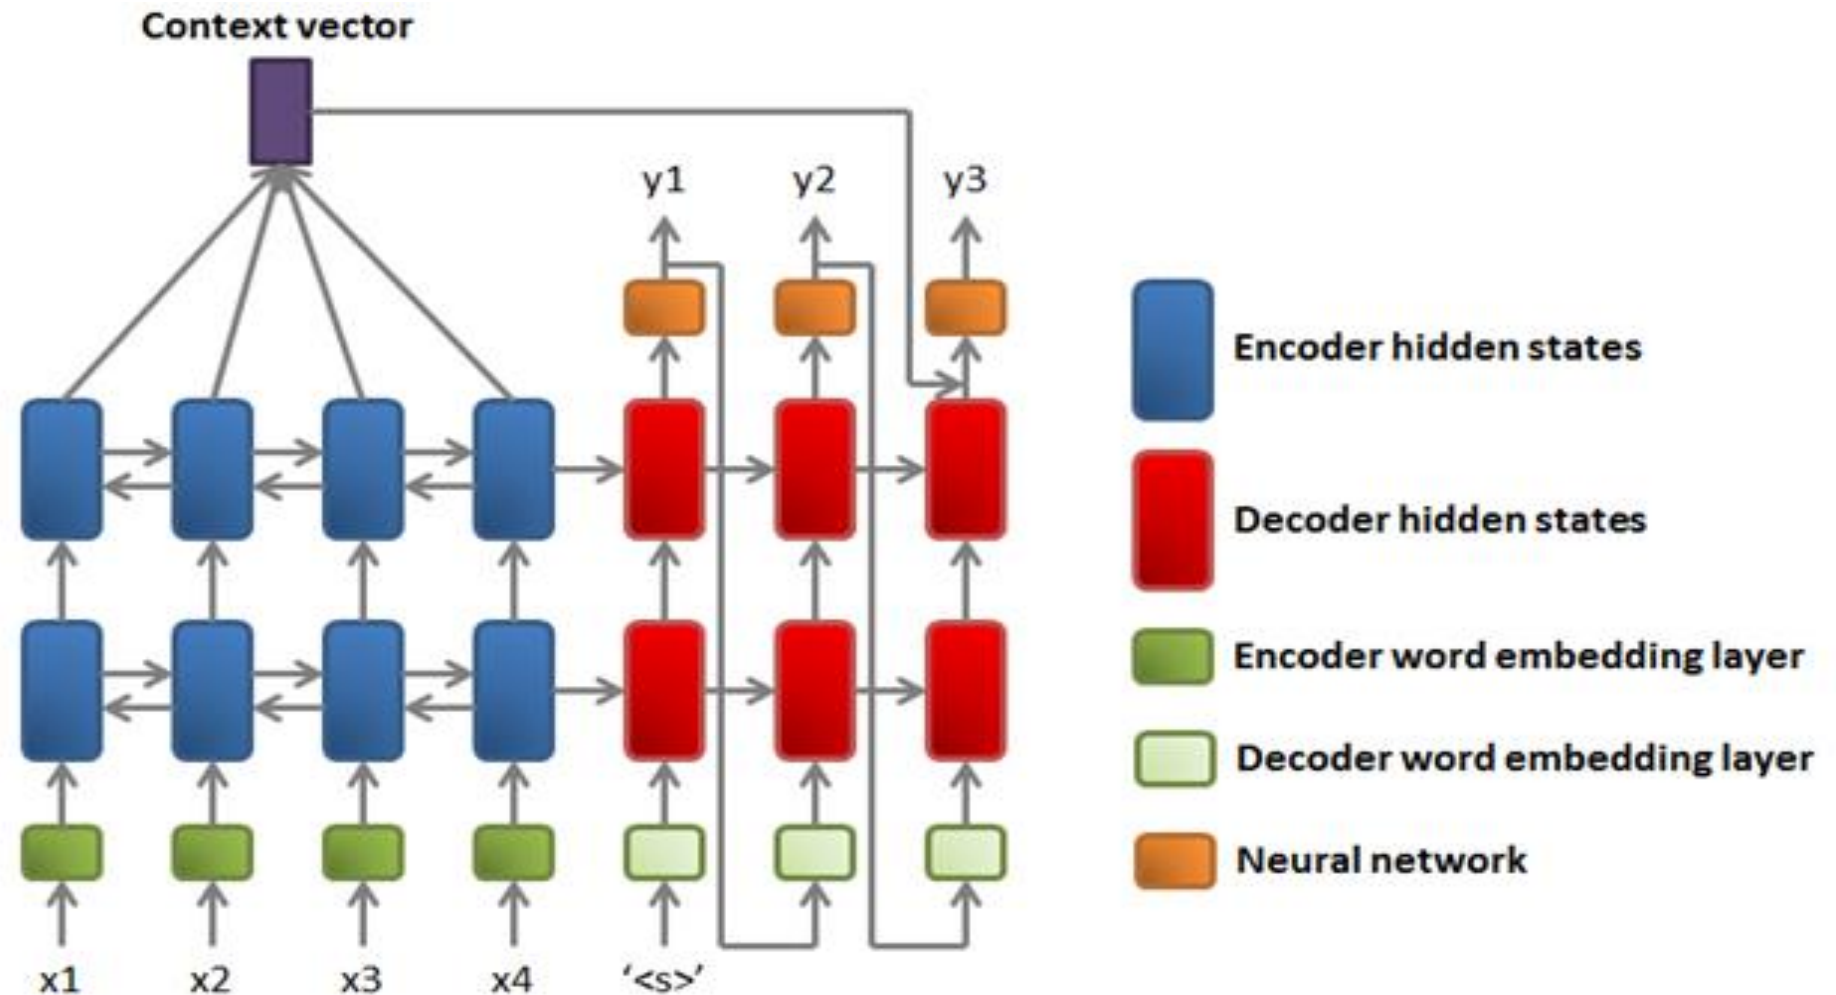 Context vector
y1 y2 y3
Encoder hidden states
Decoder hidden states
Encoder word embedding layer
Decoder word embedding layer
Neural network
x1 x2 x3 x4 ‘<s>’